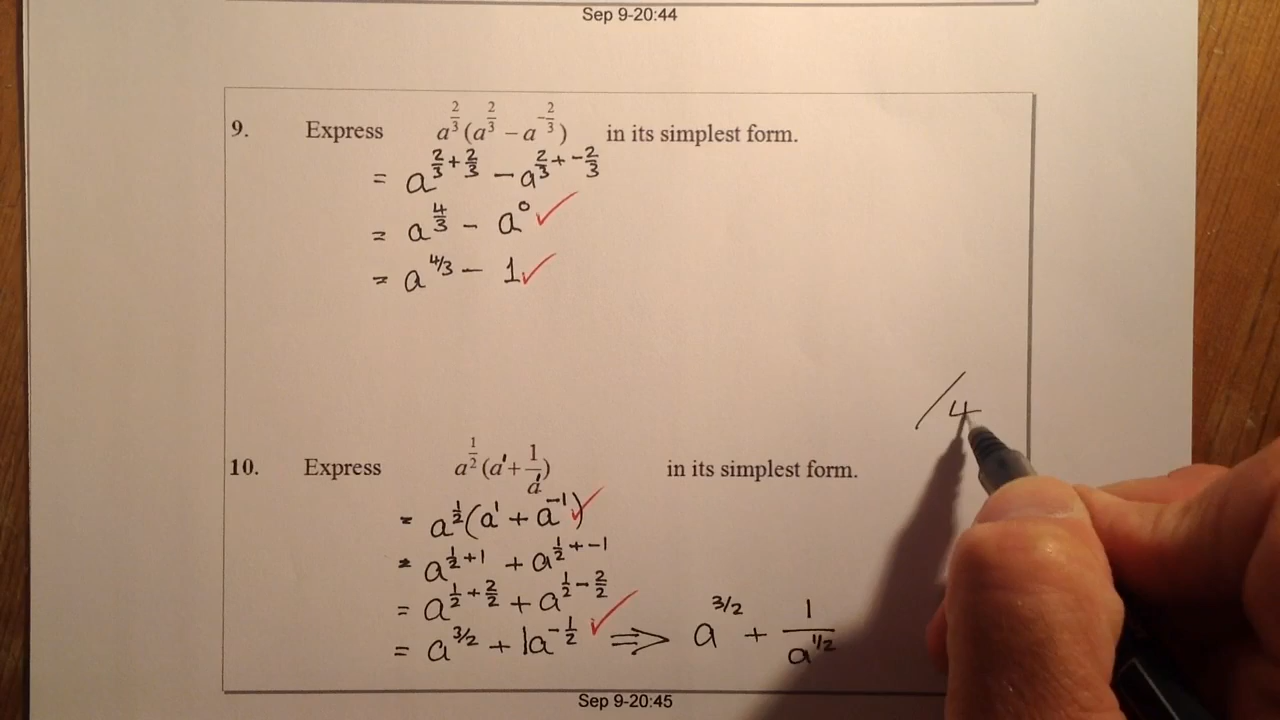 Sep 9-20:44
9. Express a^{2/3}(a^{2/3} – a^{-2/3}) in its simplest form.
= a^{2/3 + 2/3} – a^{2/3 + -2/3}
= a^{4/3} – a^0 ✓
= a^{4/3} – 1 ✓
/4
10. Express a^{1/2}(a^1 + 1/a^1) in its simplest form.
= a^{1/2}(a^1 + a^{-1}) ✓
= a^{1/2 + 1} + a^{1/2 + -1}
= a^{1/2 + 2/2} + a^{1/2 - 2/2}
= a^{3/2} + 1a^{-1/2} ✓ ⇒ a^{3/2} + 1/a^{1/2}
Sep 9-20:45